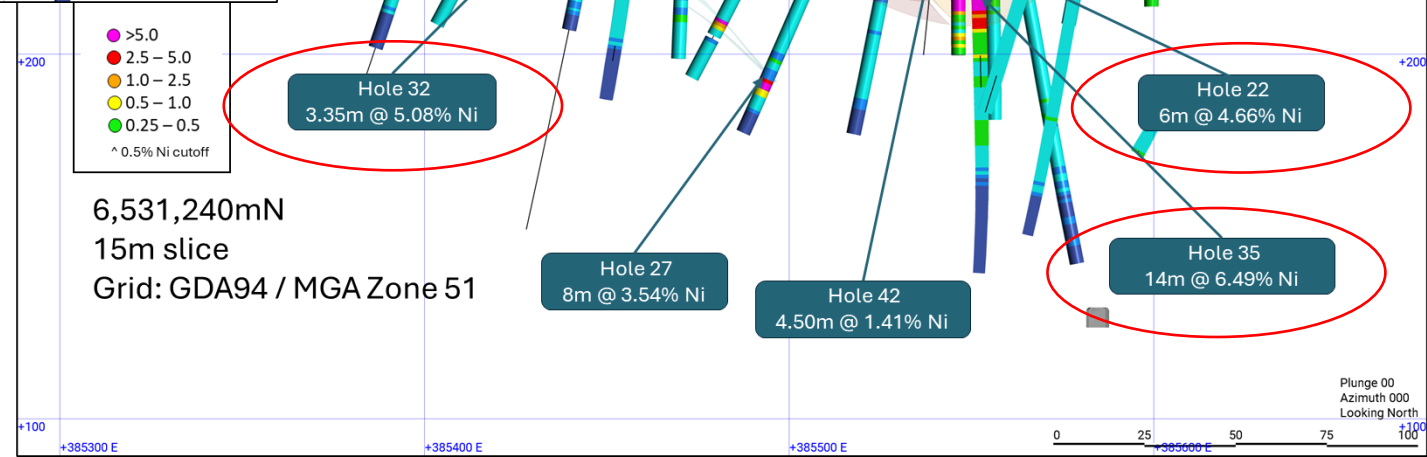 >5.0
2.5 – 5.0
1.0 – 2.5
0.5 – 1.0
0.25 – 0.5
^ 0.5% Ni cutoff
+200
+200
Hole 32
3.35m @ 5.08% Ni
Hole 22
6m @ 4.66% Ni
6,531,240mN
15m slice
Grid: GDA94 / MGA Zone 51
Hole 27
8m @ 3.54% Ni
Hole 42
4.50m @ 1.41% Ni
Hole 35
14m @ 6.49% Ni
Plunge 00
Azimuth 000
Looking North
+100
+100
0 25 50 75 100
+385300 E
+385400 E
+385500 E
+385600 E